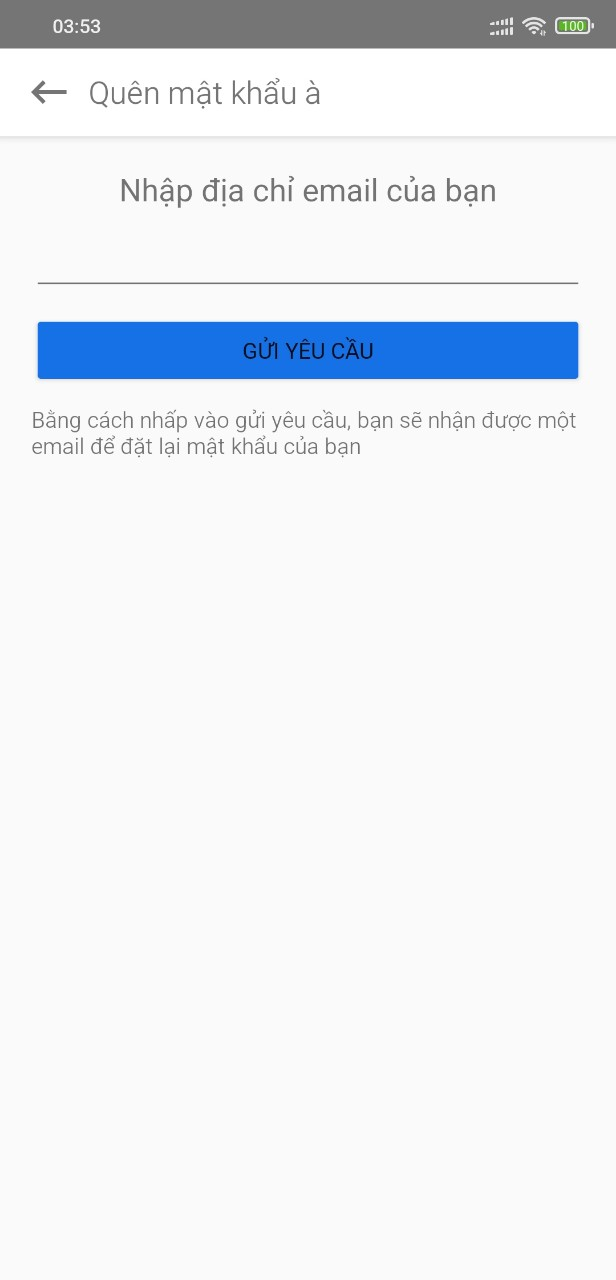 03:53
100
Quên mật khẩu à
Nhập địa chỉ email của bạn
GỬI YÊU CẦU
Bằng cách nhấp vào gửi yêu cầu, bạn sẽ nhận được một
email để đặt lại mật khẩu của bạn